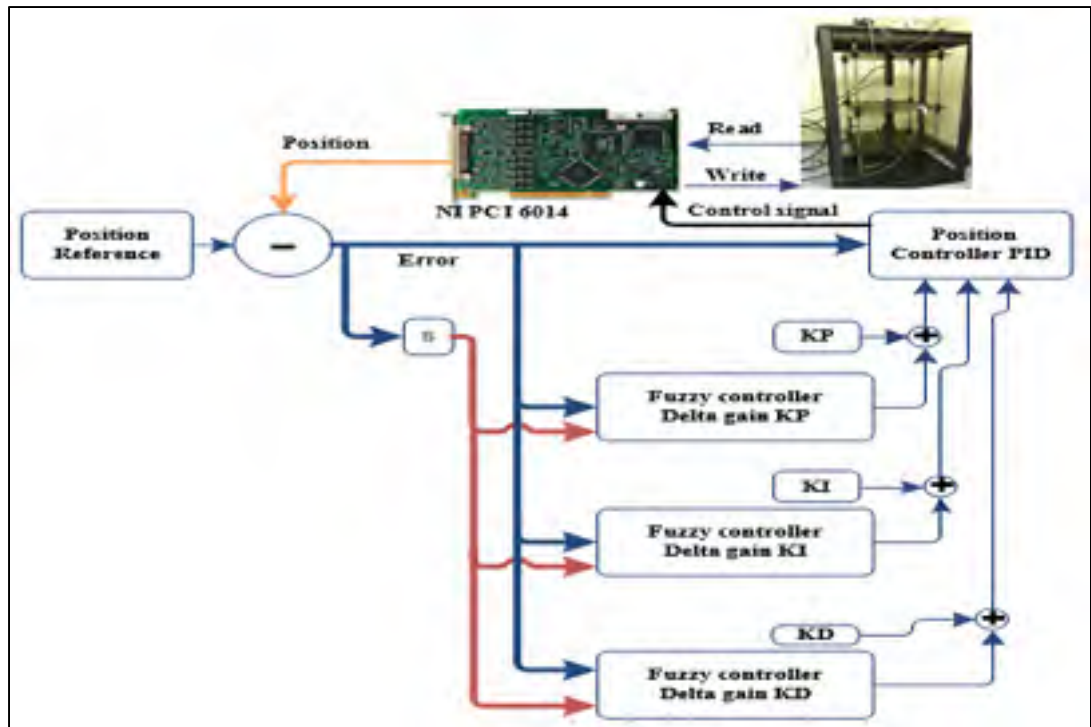 Read
Position
Write
NI PCI 6014
Control signal
Position
Reference
−
Error
Position
Controller PID
s
KP
+
Fuzzy controller
Delta gain KP
KI
+
Fuzzy controller
Delta gain KI
KD
+
Fuzzy controller
Delta gain KD